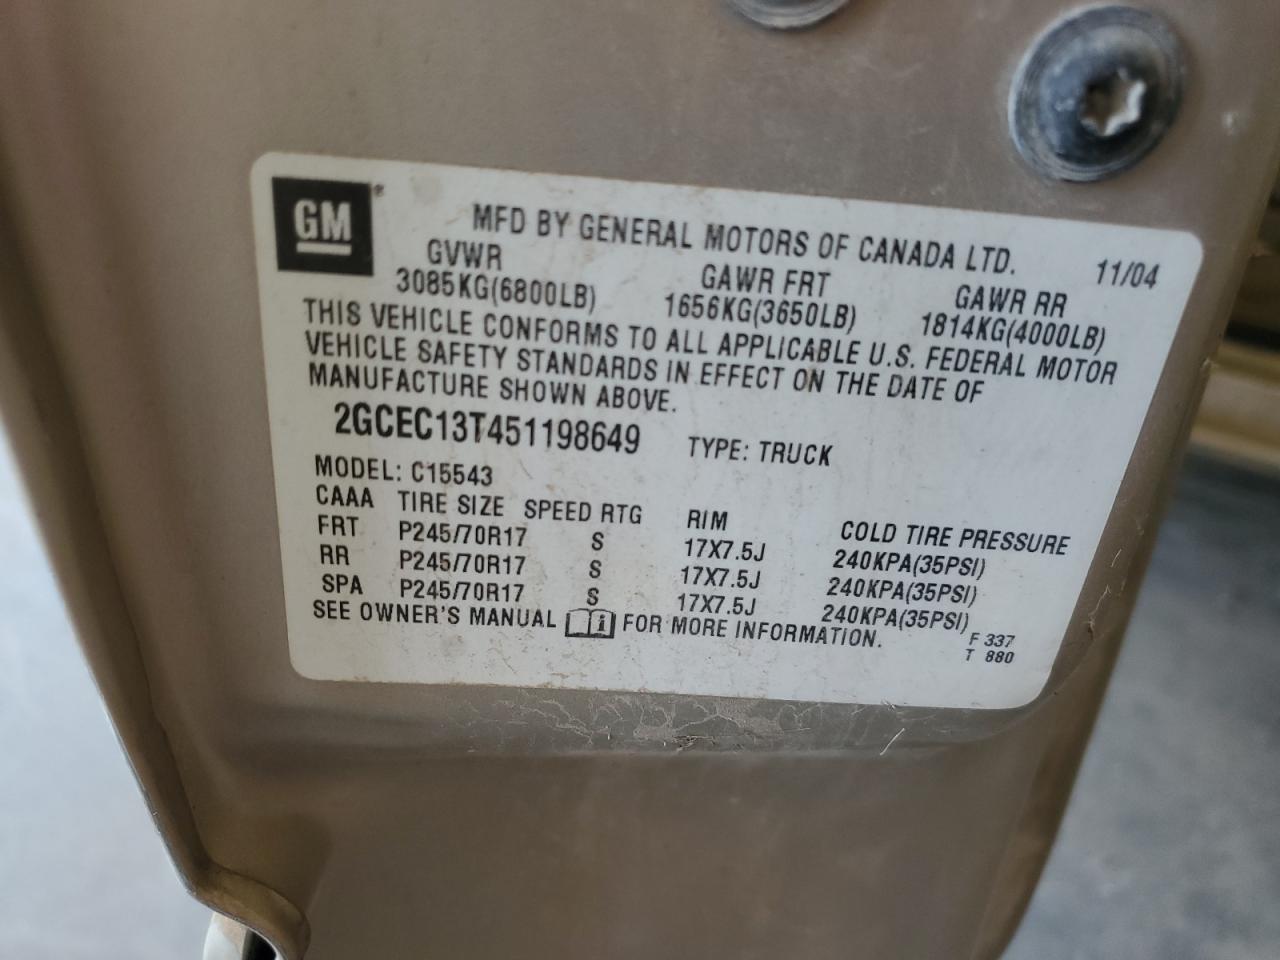 GM®
MFD BY GENERAL MOTORS OF CANADA LTD. 11/04
GVWR GAWR FRT GAWR RR
3085KG(6800LB) 1656KG(3650LB) 1814KG(4000LB)
THIS VEHICLE CONFORMS TO ALL APPLICABLE U.S. FEDERAL MOTOR
VEHICLE SAFETY STANDARDS IN EFFECT ON THE DATE OF
MANUFACTURE SHOWN ABOVE.
2GCEC13T451198649 TYPE: TRUCK
MODEL: C15543
CAAA TIRE SIZE SPEED RTG RIM COLD TIRE PRESSURE
FRT P245/70R17 S 17X7.5J 240KPA(35PSI)
RR P245/70R17 S 17X7.5J 240KPA(35PSI)
SPA P245/70R17 S 17X7.5J 240KPA(35PSI)
SEE OWNER'S MANUAL i FOR MORE INFORMATION.
F 337
T 880